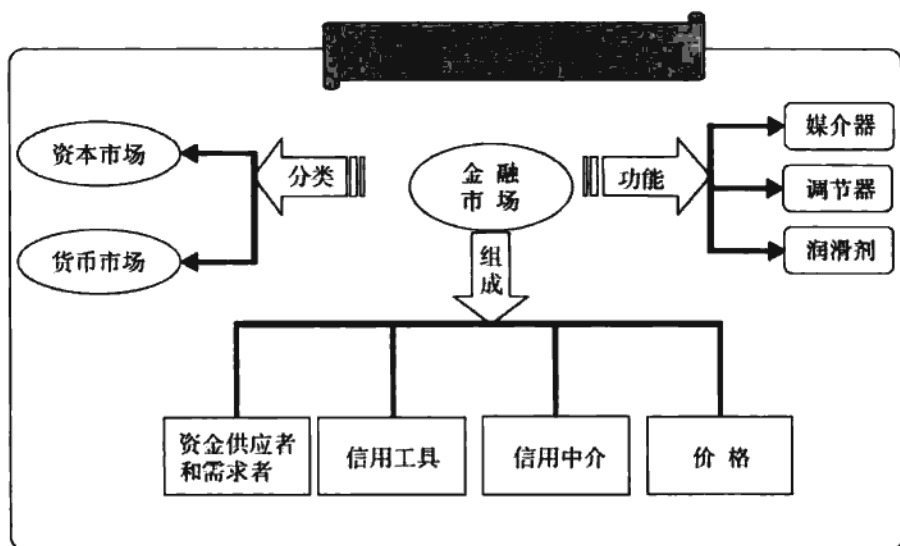 资本市场
货币市场
分类
金 融
市 场
功能
媒介器
调节器
润滑剂
组
成
资金供应者
和需求者
信用工具
信用中介
价 格